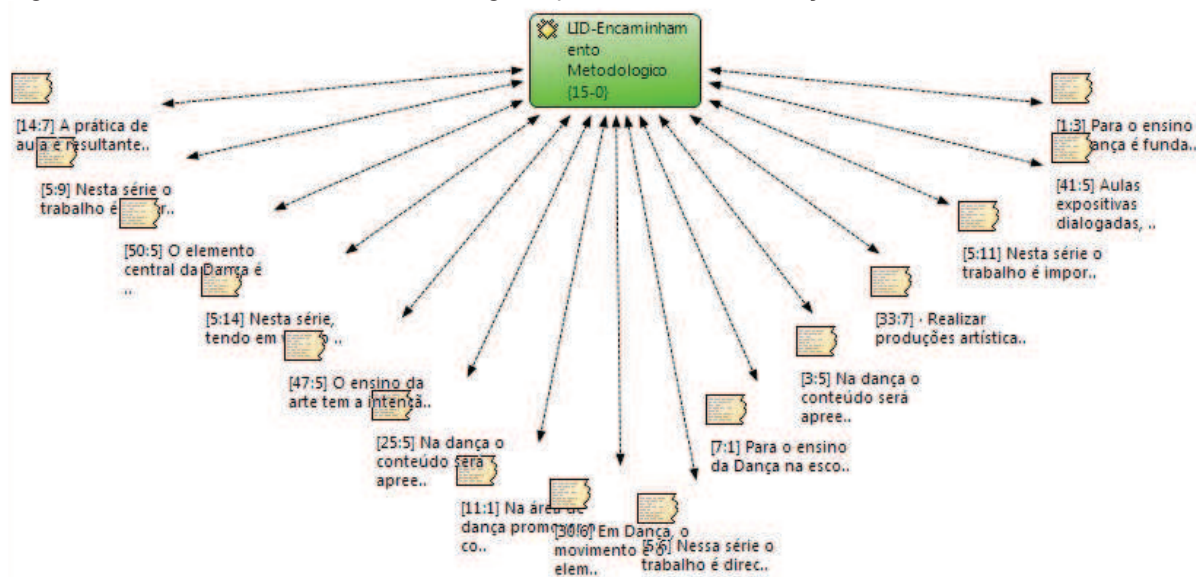 LID-Encaminham
ento
Metodologico
{15-0}
[14:7] A prática de
aula é resultante..
[5:9] Nesta série o
trabalho é
[50:5] O elemento
central da Dança é
..
[5:14] Nesta série,
tendo em
[47:5] O ensino da
arte tem a intençã..
[25:5] Na dança o
conteúdo será
apree..
[11:1] Na área de
dança
co..
[30:6] Em Dança, o
movimento é o
elem..
[5:6] Nessa série o
trabalho é direc..
[7:1] Para o ensino
da Dança na esco..
[3:5] Na dança o
conteúdo será
apree..
[33:7] · Realizar
produções artística..
[5:11] Nesta série o
trabalho é impor..
[41:5] Aulas
expositivas
dialogadas, ..
[1:3] Para o ensino
é funda..